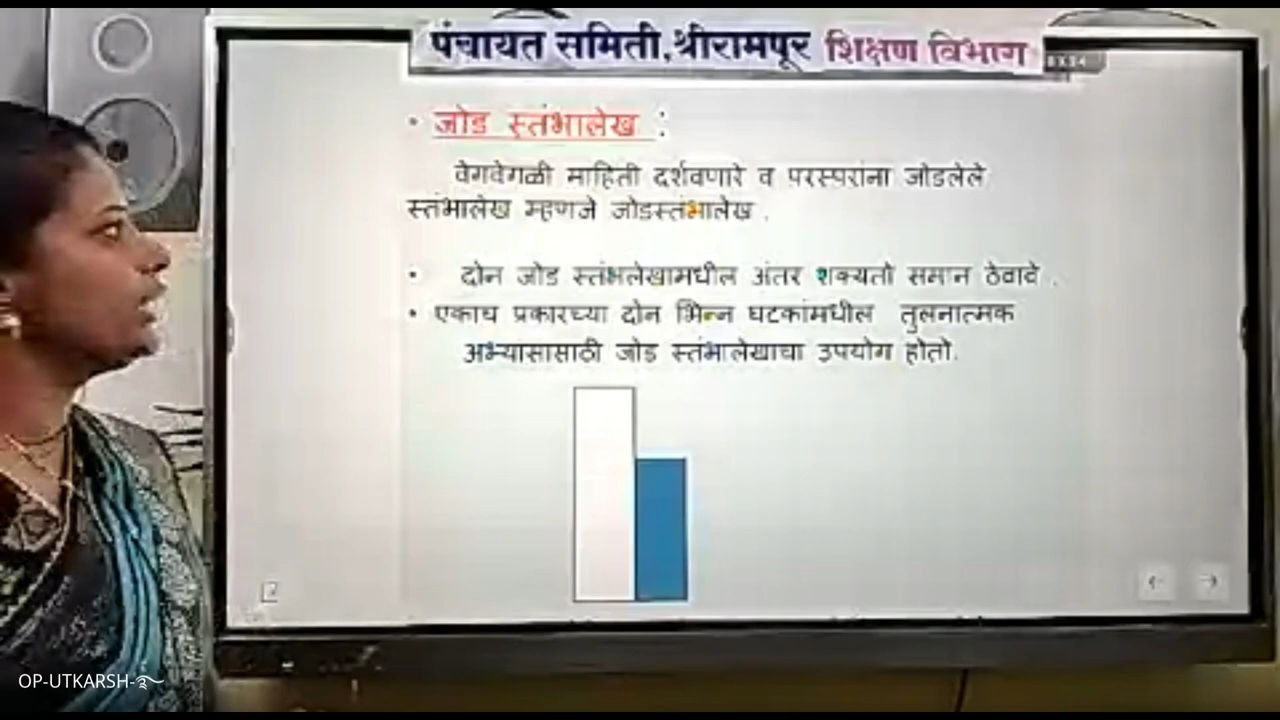 पंचायत समिती,श्रीरामपूर शिक्षण विभाग
• जोड स्तंभालेख :
वेगवेगळी माहिती दर्शवणारे व परस्परांना जोडलेले
स्तंभालेख म्हणजे जोडस्तंभालेख .
• दोन जोड स्तंभलेखामधील अंतर शक्यतो समान ठेवावे .
• एकाच प्रकारच्या दोन भिन्न घटकांमधील तुलनात्मक
अभ्यासासाठी जोड स्तंभालेखाचा उपयोग होतो.
OP-UTKARSH-࿐